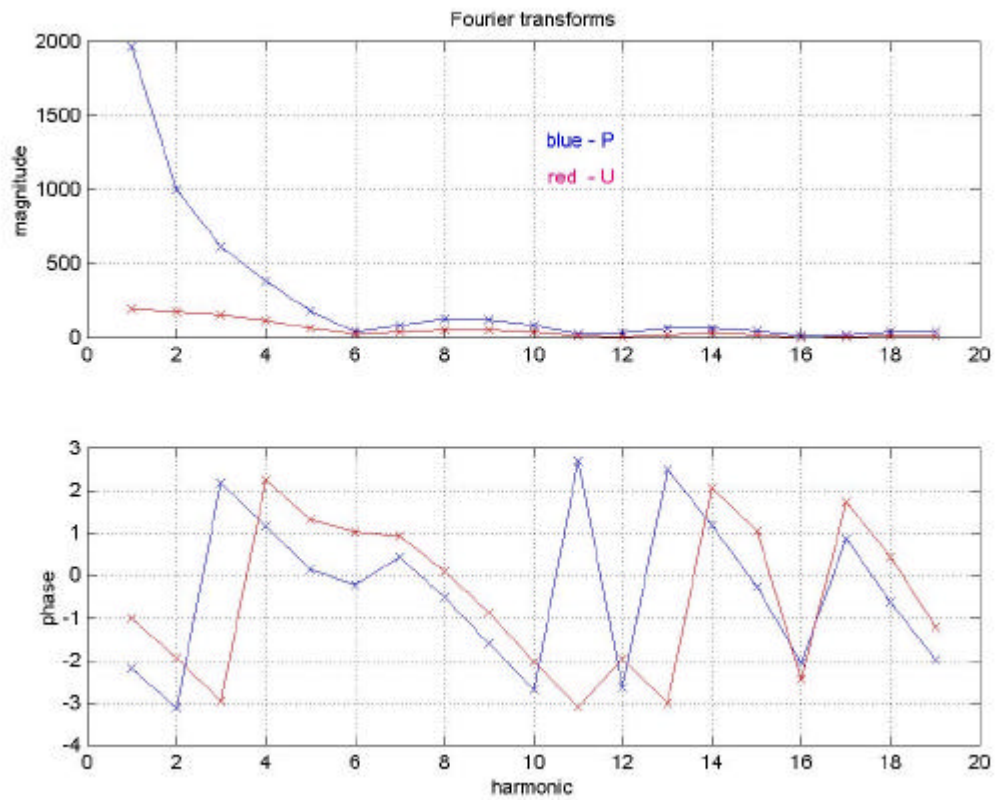 Fourier transforms
2000
1500
1000
500
0
magnitude
blue - P
red - U
0 2 4 6 8 10 12 14 16 18 20
3
2
1
0
-1
-2
-3
-4
phase
0 2 4 6 8 10 12 14 16 18 20
harmonic